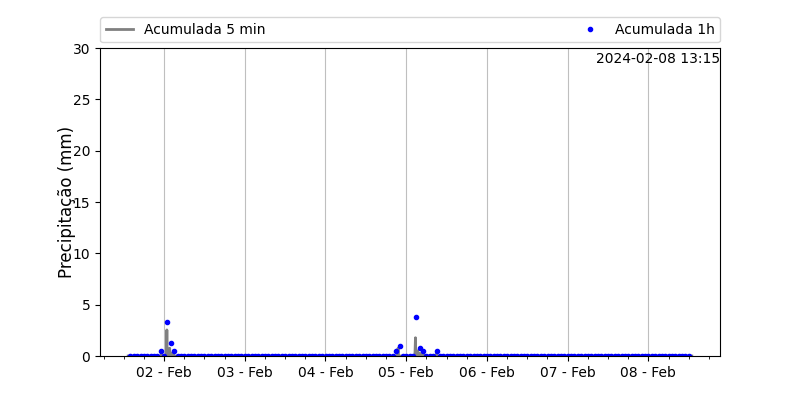 Acumulada 5 min
Acumulada 1h
2024-02-08 13:15
Precipitação (mm)
30
25
20
15
10
5
0
02 - Feb
03 - Feb
04 - Feb
05 - Feb
06 - Feb
07 - Feb
08 - Feb